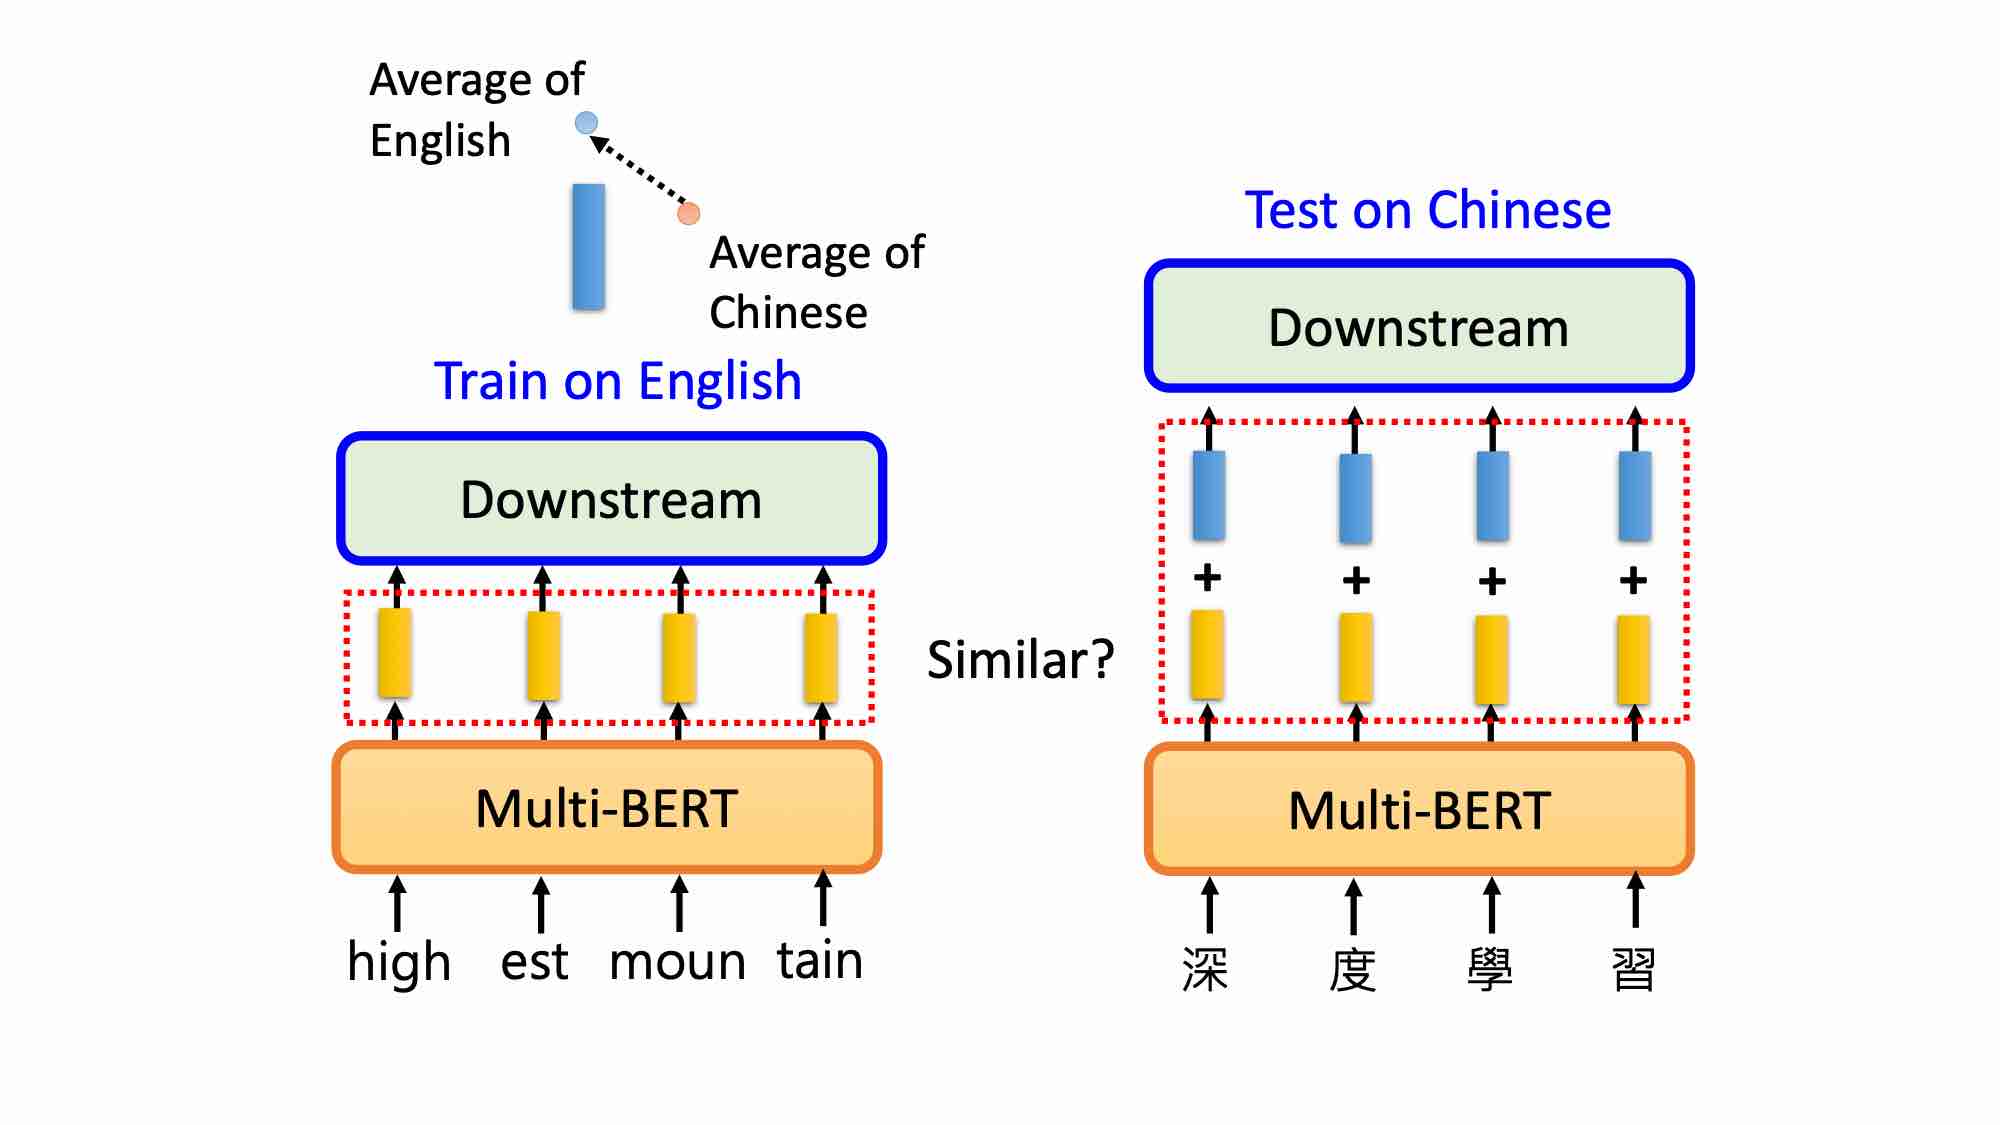 Average of
English
Average of
Chinese
Train on English
Downstream
Multi-BERT
high est moun tain
Similar?
Test on Chinese
Downstream
+ + + +
Multi-BERT
深 度 學 習